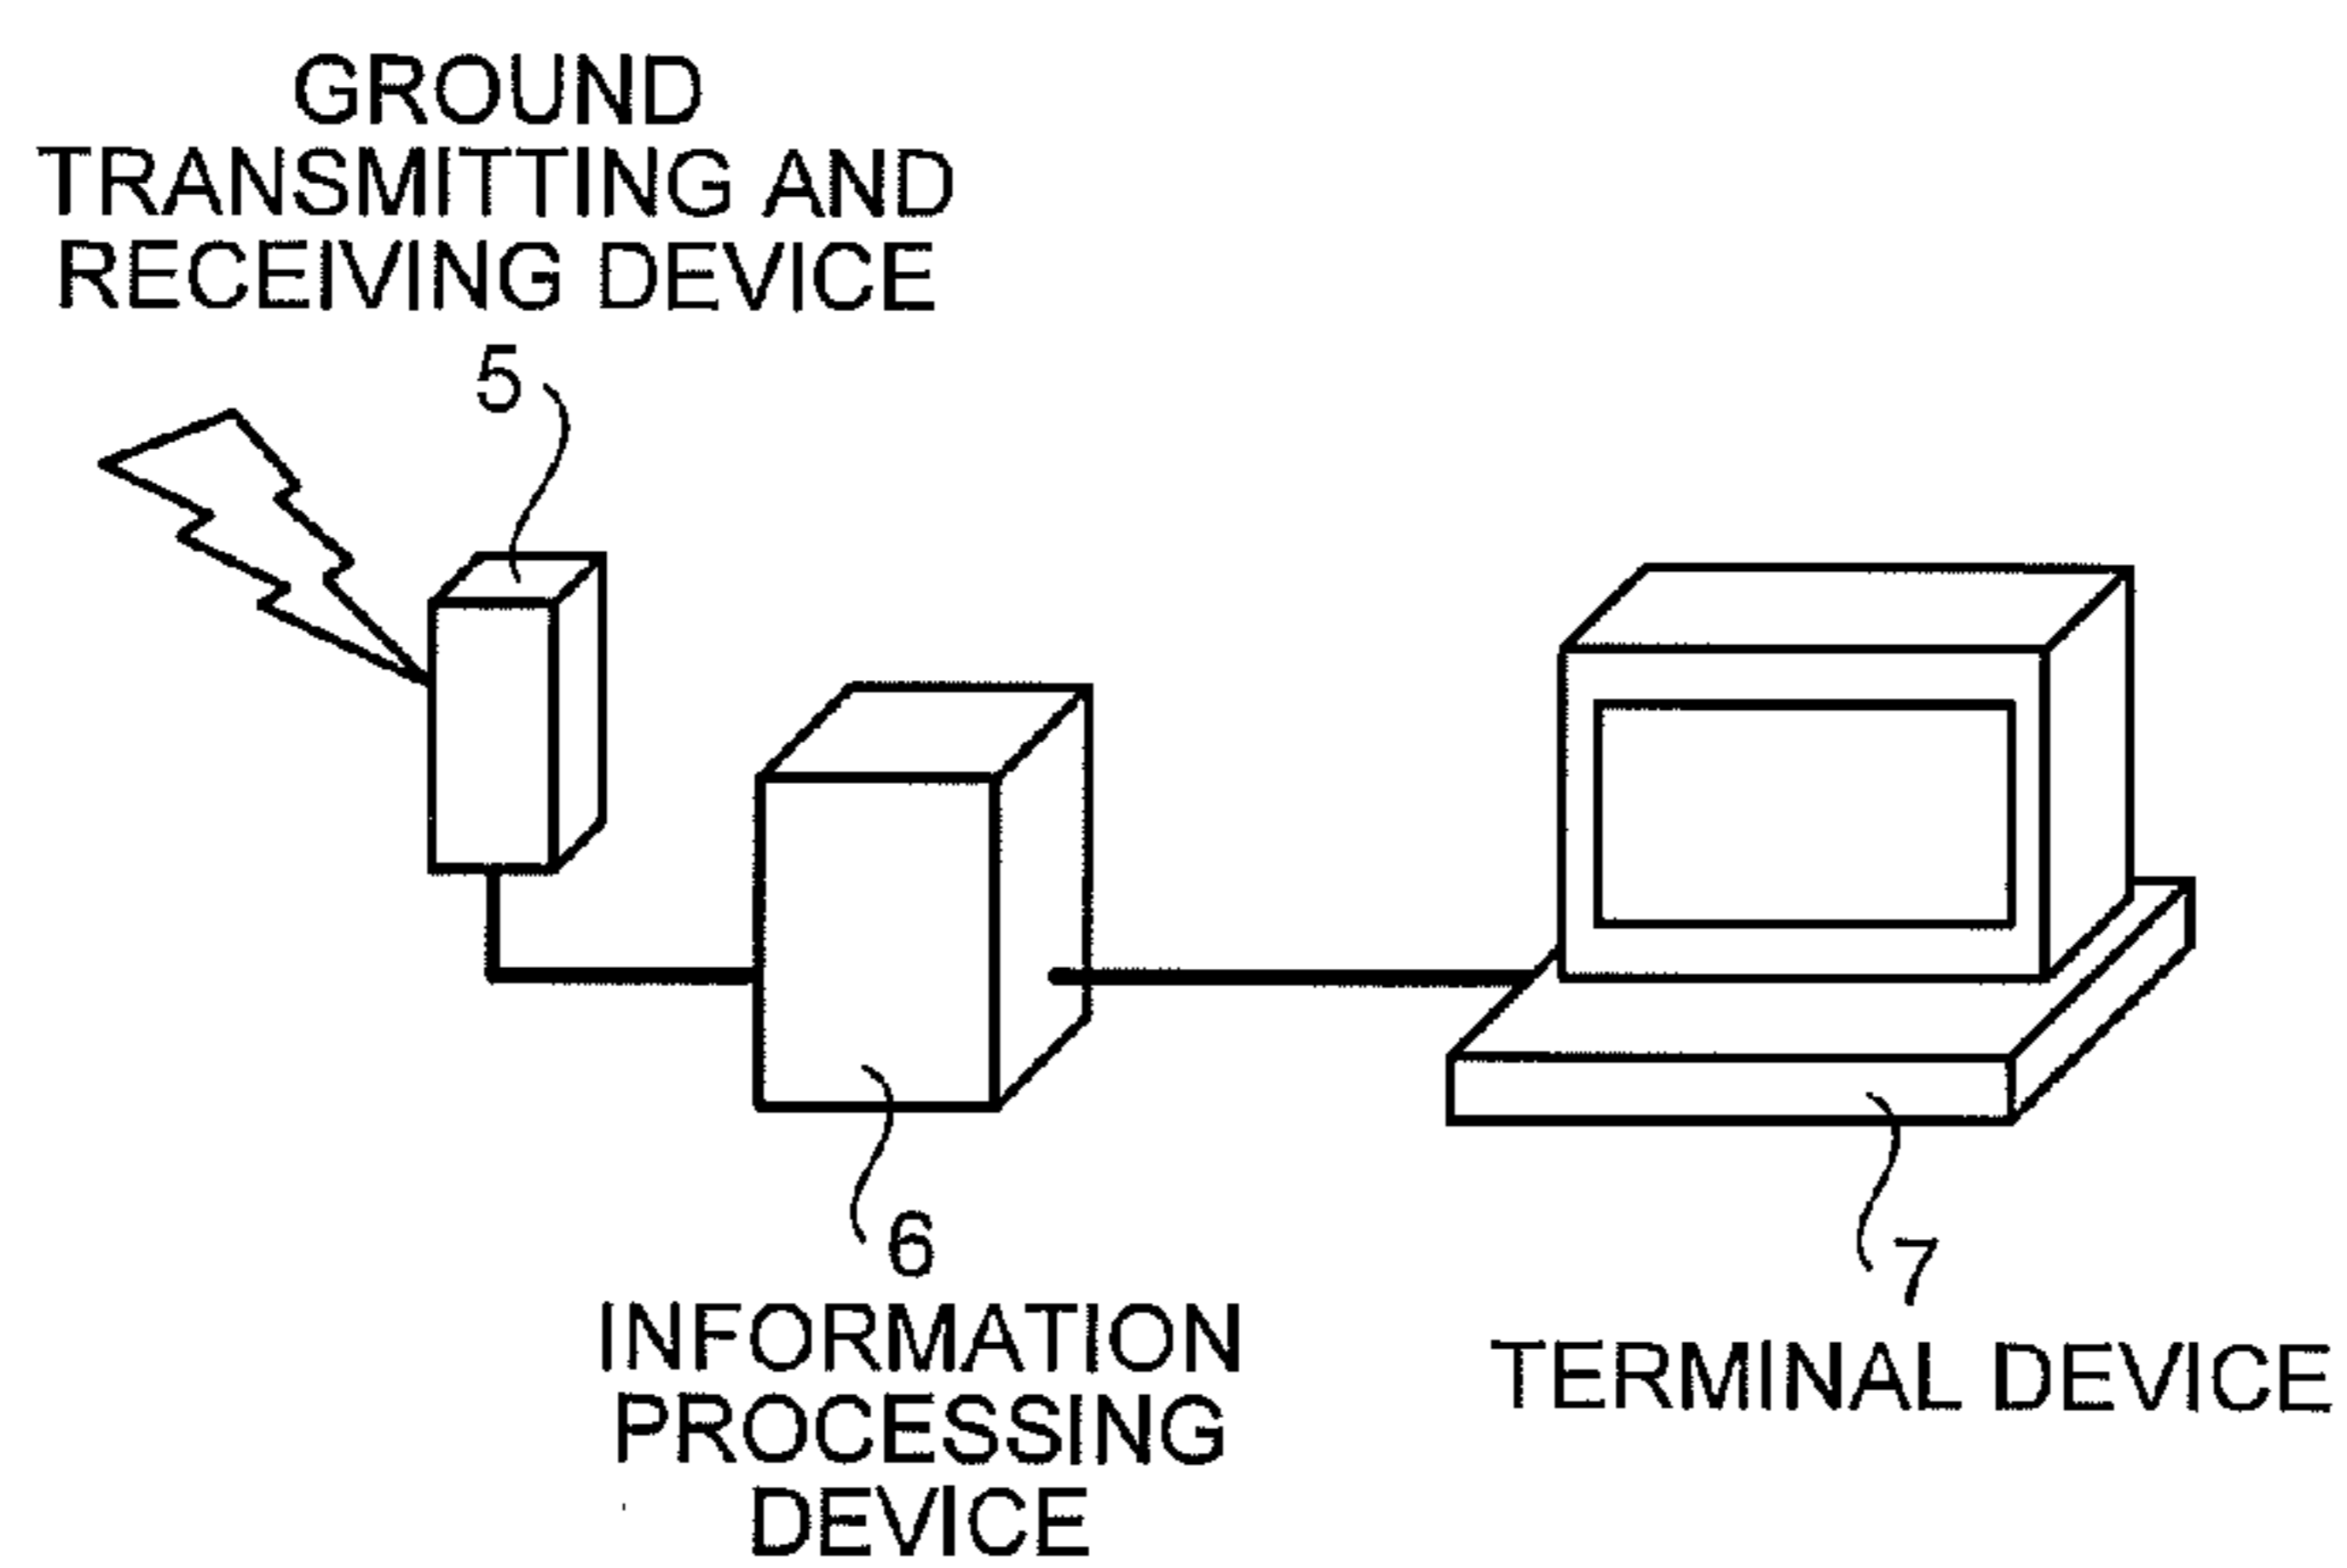 GROUND
TRANSMITTING AND
RECEIVING DEVICE
5
6
INFORMATION
PROCESSING
DEVICE
7
TERMINAL DEVICE